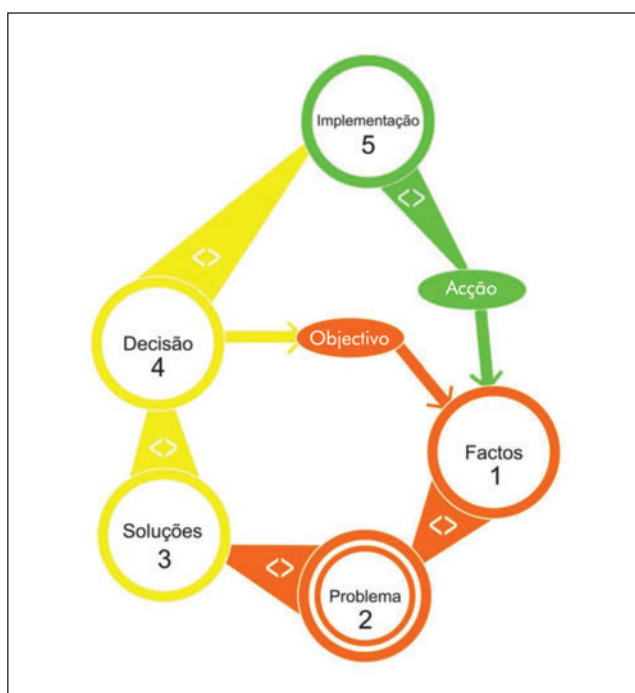 Implementação
5
<>
<>
Acção
Decisão
4
Objectivo
<>
Factos
1
<>
Soluções
3
<>
Problema
2